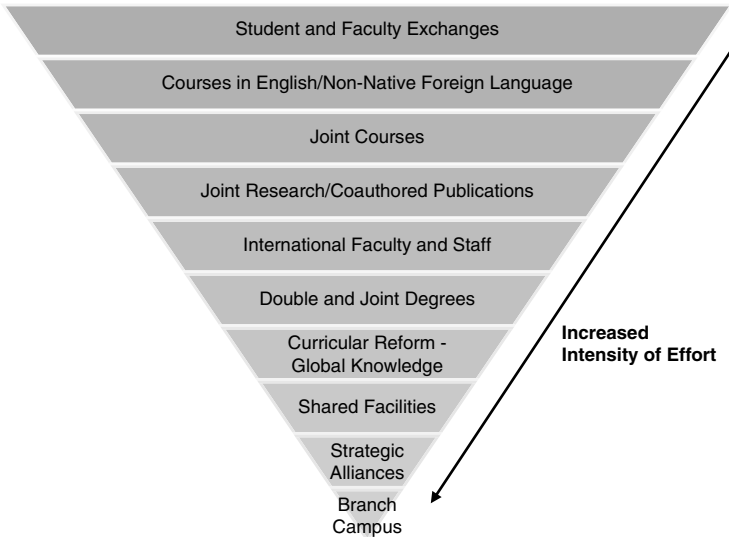 Student and Faculty Exchanges
Courses in English/Non-Native Foreign Language
Joint Courses
Joint Research/Coauthored Publications
International Faculty and Staff
Double and Joint Degrees
Curricular Reform -
Global Knowledge
Shared Facilities
Strategic
Alliances
Branch
Campus
Increased
Intensity of Effort